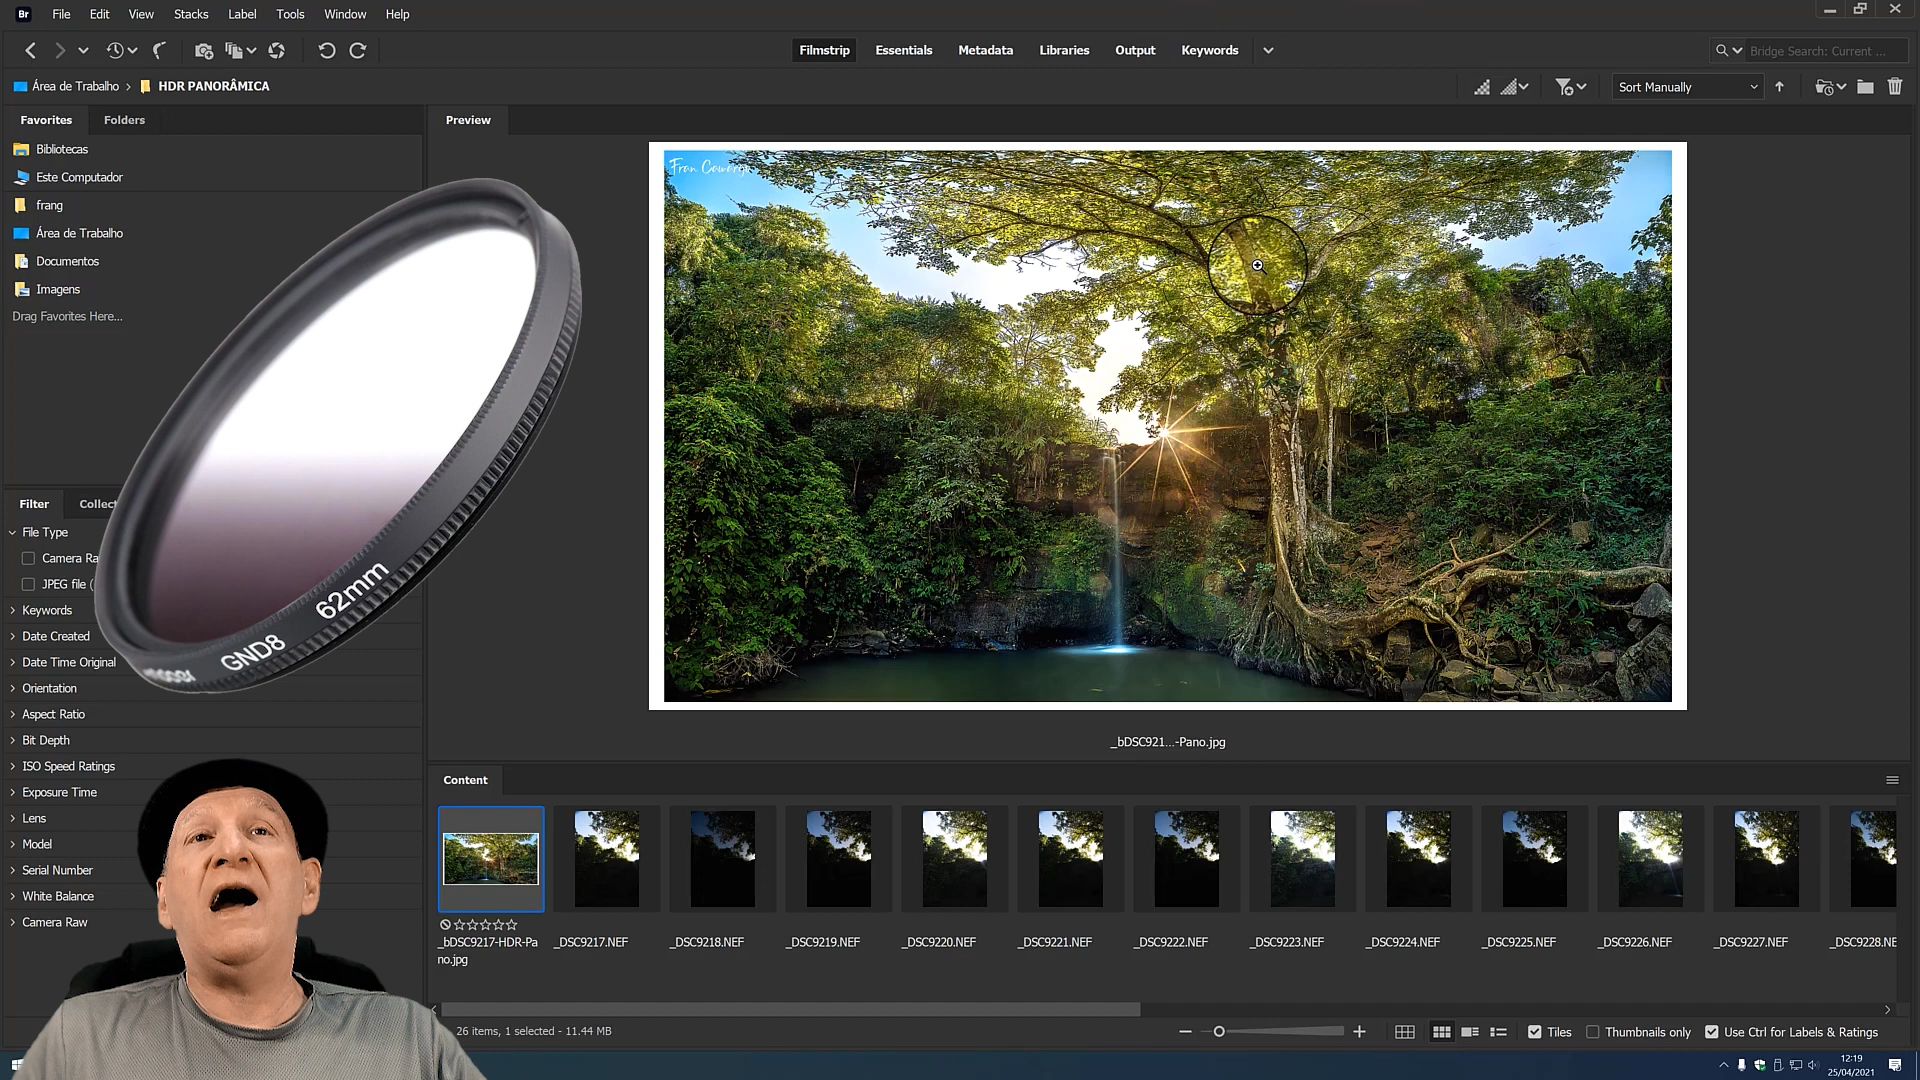 Br File Edit View Stacks Label Tools Window Help
Filmstrip Essentials Metadata Libraries Output Keywords
Bridge Search: Current ...
Área de Trabalho > HDR PANORÂMICA
Sort Manually
Favorites Folders
Bibliotecas
Este Computador
frang
Área de Trabalho
Documentos
Imagens
Drag Favorites Here...
Filter Collect
File Type
Camera Ra
JPEG file (
Keywords
Date Created
Date Time Original
Orientation
Aspect Ratio
Bit Depth
ISO Speed Ratings
Exposure Time
Lens
Model
Serial Number
White Balance
Camera Raw
GND8 62mm
Preview
Fran Camargo
_bDSC921...-Pano.jpg
Content
_bDSC9217-HDR-Pa
no.jpg
_DSC9217.NEF
_DSC9218.NEF
_DSC9219.NEF
_DSC9220.NEF
_DSC9221.NEF
_DSC9222.NEF
_DSC9223.NEF
_DSC9224.NEF
_DSC9225.NEF
_DSC9226.NEF
_DSC9227.NEF
_DSC9228.NE
26 items, 1 selected - 11.44 MB
Tiles Thumbnails only Use Ctrl for Labels & Ratings
12:19
25/04/2021